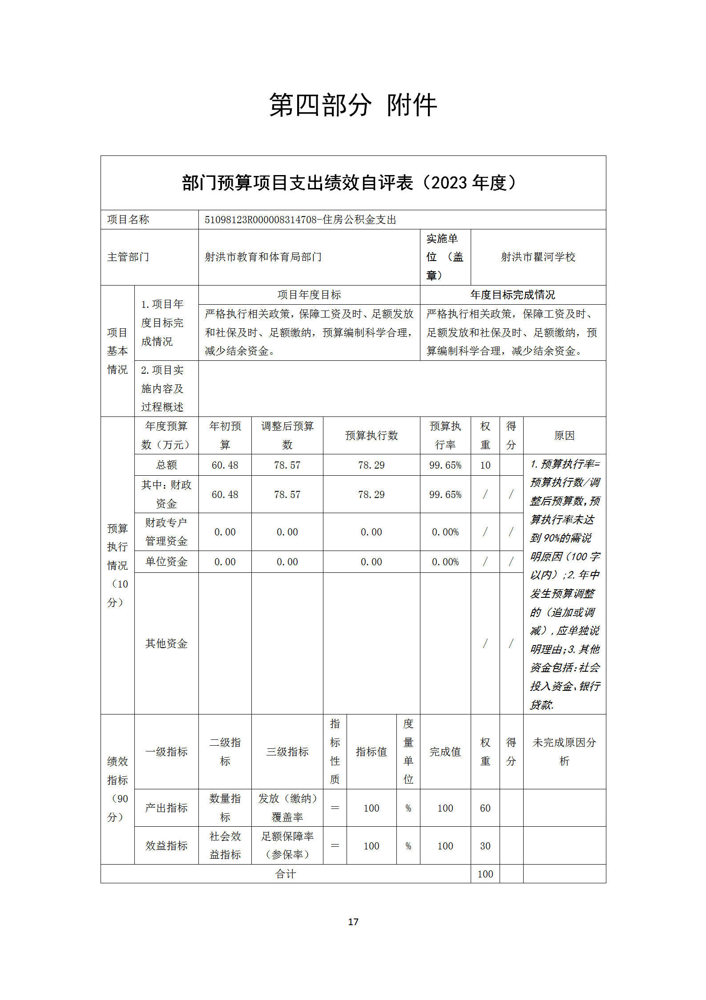 第四部分 附件
部门预算项目支出绩效自评表（2023年度）
项目名称
51098123R000008314708-住房公积金支出
主管部门
射洪市教育和体育局部门
实施单
位 （盖
章）
射洪市瞿河学校
项目
基本
情况
1.项目年
度目标完
成情况
项目年度目标
年度目标完成情况
严格执行相关政策，保障工资及时、足额发放
和社保及时、足额缴纳，预算编制科学合理，
减少结余资金。
严格执行相关政策，保障工资及时、
足额发放和社保及时、足额缴纳，预
算编制科学合理，减少结余资金。
2.项目实
施内容及
过程概述
预算
执行
情况
（10
分）
年度预算
数（万元）
年初预
算
调整后预算
数
预算执行数
预算执
行率
权
重
得
分
原因
总额
60.48
78.57
78.29
99.65%
10
其中：财政
资金
60.48
78.57
78.29
99.65%
/
/
财政专户
管理资金
0.00
0.00
0.00
0.00%
/
/
单位资金
0.00
0.00
0.00
0.00%
/
/
其他资金
/
/
1.预算执行率=
预算执行数/调
整后预算数，预
算执行率未达
到90%的需说
明原因（100字
以内）;2.年中
发生预算调整
的（追加或调
减）,应单独说
明理由；3.其他
资金包括：社会
投入资金、银行
贷款.
绩效
指标
（90
分）
一级指标
二级指
标
三级指标
指
标
性
质
指标值
度
量
单
位
完成值
权
重
得
分
未完成原因分
析
产出指标
数量指
标
发放（缴纳）
覆盖率
＝
100
%
100
60
效益指标
社会效
益指标
足额保障率
（参保率）
＝
100
%
100
30
合计
100
17